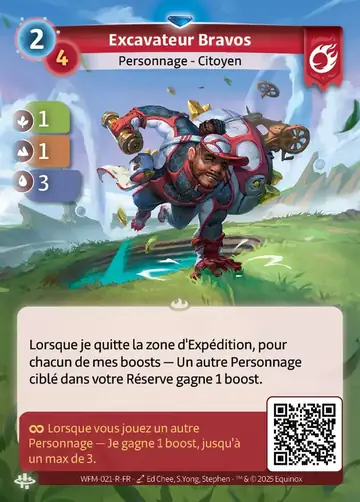 2
4
Excavateur Bravos
Personnage - Citoyen
1
1
3
Lorsque je quitte la zone d'Expédition, pour
chacun de mes boosts — Un autre Personnage
ciblé dans votre Réserve gagne 1 boost.
∞ Lorsque vous jouez un autre
Personnage — Je gagne 1 boost, jusqu'à
un max de 3.
WFM-021-R-FR - Ed Chee, S.Yong, Stephen - ™ & © 2025 Equinox